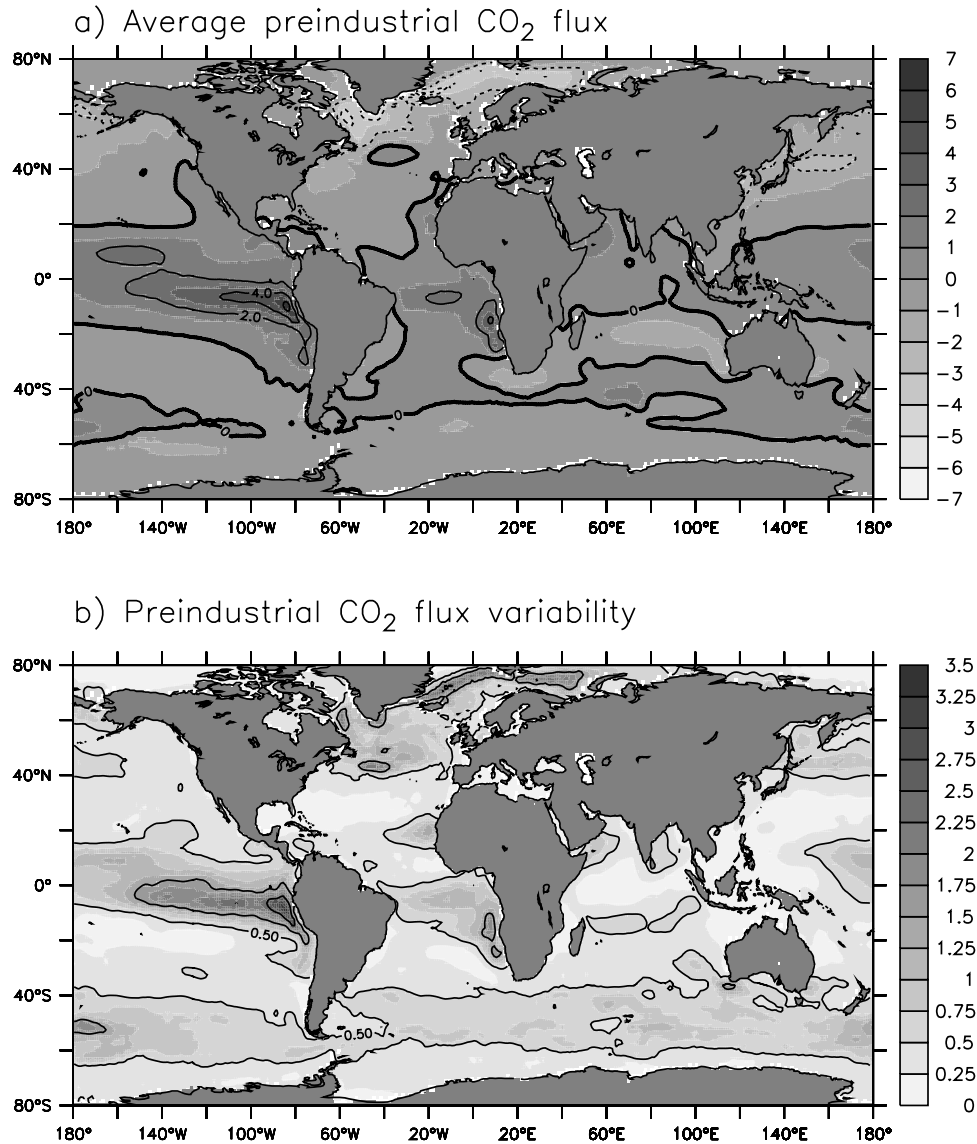 a) Average preindustrial CO2 flux
80°N
40°N
0°
40°S
80°S
180°
140°W
100°W
60°W
20°W
20°E
60°E
100°E
140°E
180°
4.0
2.0
0
0
0
0
7
6
5
4
3
2
1
0
−1
−2
−3
−4
−5
−6
−7
b) Preindustrial CO2 flux variability
80°N
40°N
0°
40°S
80°S
180°
140°W
100°W
60°W
20°W
20°E
60°E
100°E
140°E
180°
0.50
0.50
3.5
3.25
3
2.75
2.5
2.25
2
1.75
1.5
1.25
1
0.75
0.5
0.25
0